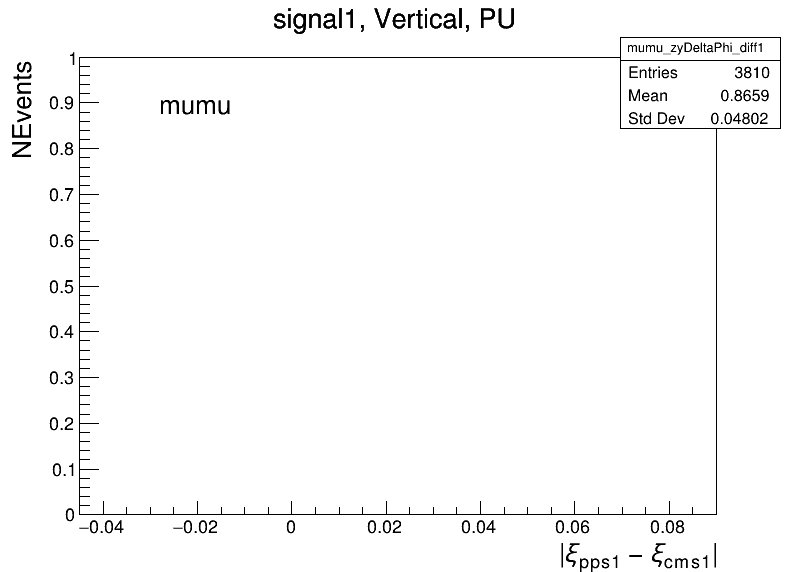 signal1, Vertical, PU
mumu_zyDeltaPhi_diff1
Entries 3810
Mean 0.8659
Std Dev 0.04802
NEvents
mumu
1
0.9
0.8
0.7
0.6
0.5
0.4
0.3
0.2
0.1
0
−0.04 −0.02 0 0.02 0.04 0.06 0.08
|ξpps1 − ξcms1|